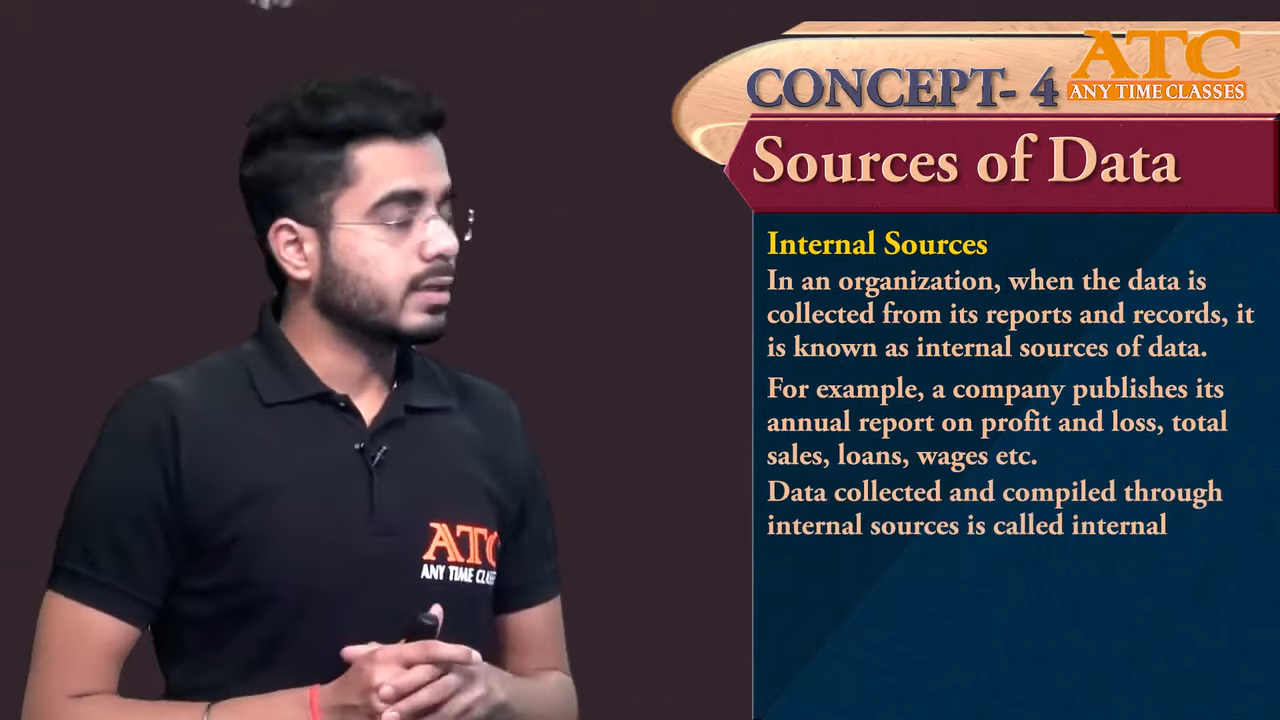 CONCEPT- 4
ATC
ANY TIME CLASSES
Sources of Data
Internal Sources
In an organization, when the data is
collected from its reports and records, it
is known as internal sources of data.
For example, a company publishes its
annual report on profit and loss, total
sales, loans, wages etc.
Data collected and compiled through
internal sources is called internal
ATC
ANY TIME